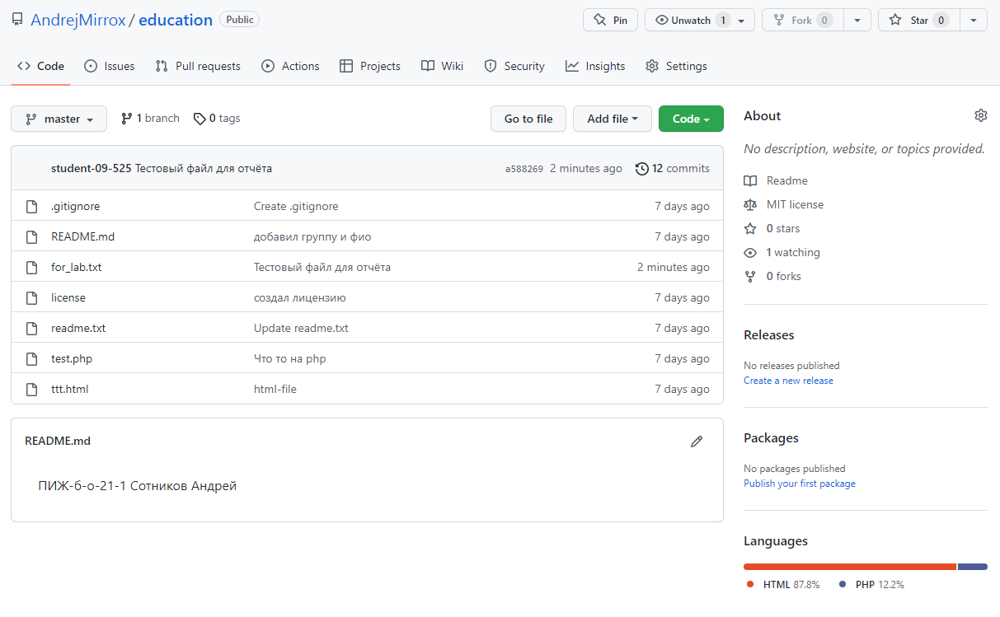 AndrejMirrox / education Public Pin Unwatch 1 Fork 0 Star 0
Code Issues Pull requests Actions Projects Wiki Security Insights Settings
master 1 branch 0 tags Go to file Add file Code
student-09-525 Тестовый файл для отчёта a588269 2 minutes ago 12 commits
.gitignore Create .gitignore 7 days ago
README.md добавил группу и фио 7 days ago
for_lab.txt Тестовый файл для отчёта 2 minutes ago
license создал лицензию 7 days ago
readme.txt Update readme.txt 7 days ago
test.php Что то на php 7 days ago
ttt.html html-file 7 days ago
README.md
ПИЖ-б-о-21-1 Сотников Андрей
About
No description, website, or topics provided.
Readme
MIT license
0 stars
1 watching
0 forks
Releases
No releases published
Create a new release
Packages
No packages published
Publish your first package
Languages
HTML 87.8% PHP 12.2%